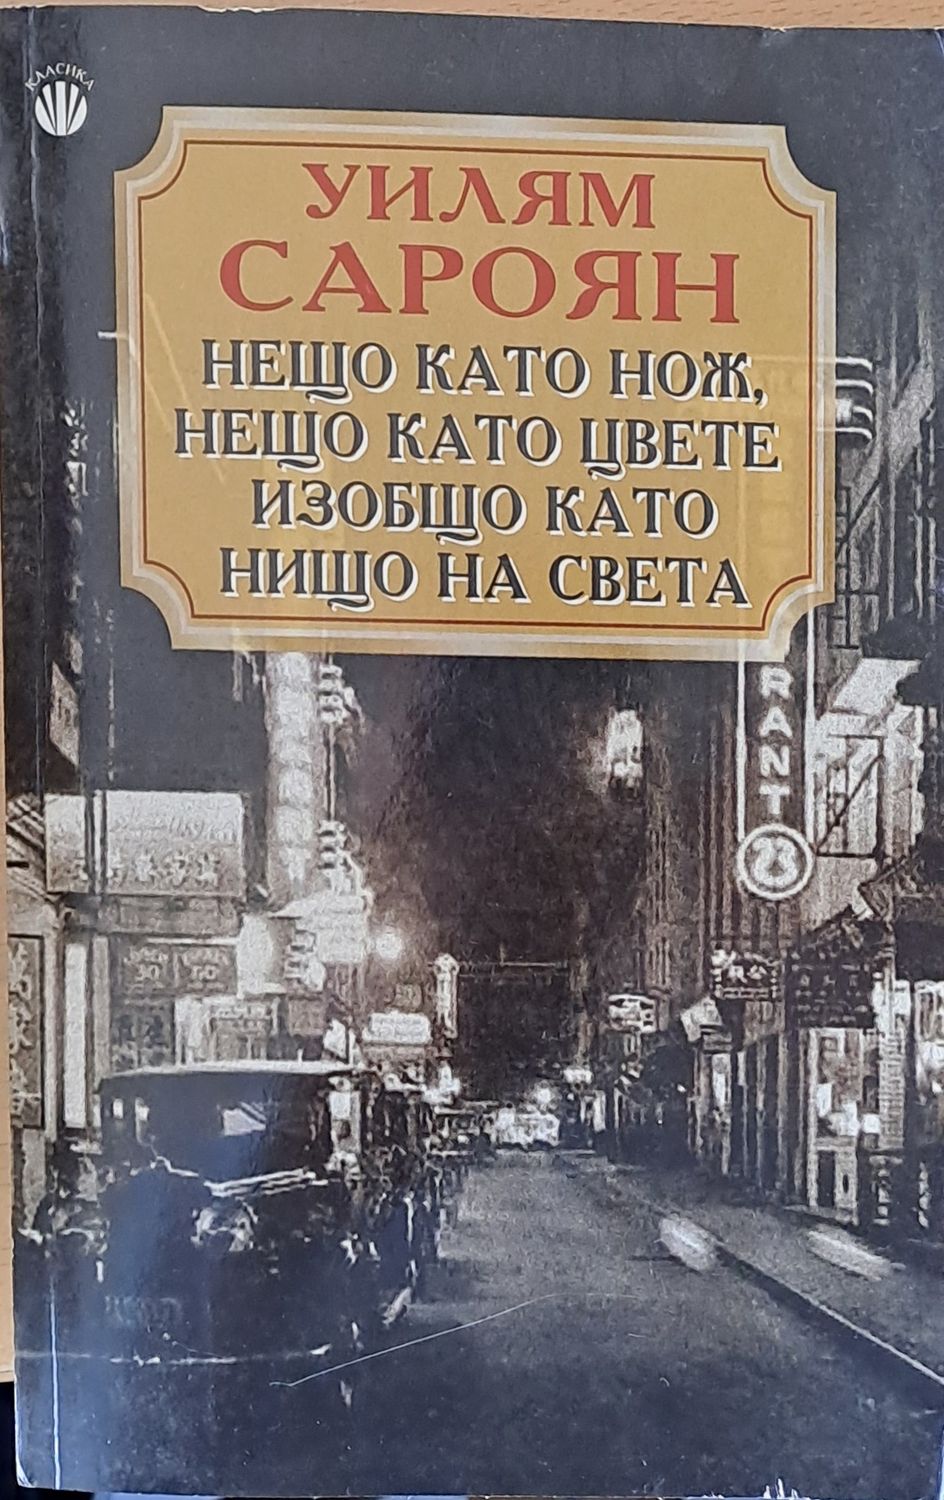 КЛАСИКА
УИЛЯМ
САРОЯН
НЕЩО КАТО НОЖ,
НЕЩО КАТО ЦВЕТЕ
ИЗОБЩО КАТО
НИЩО НА СВЕТА
RANT